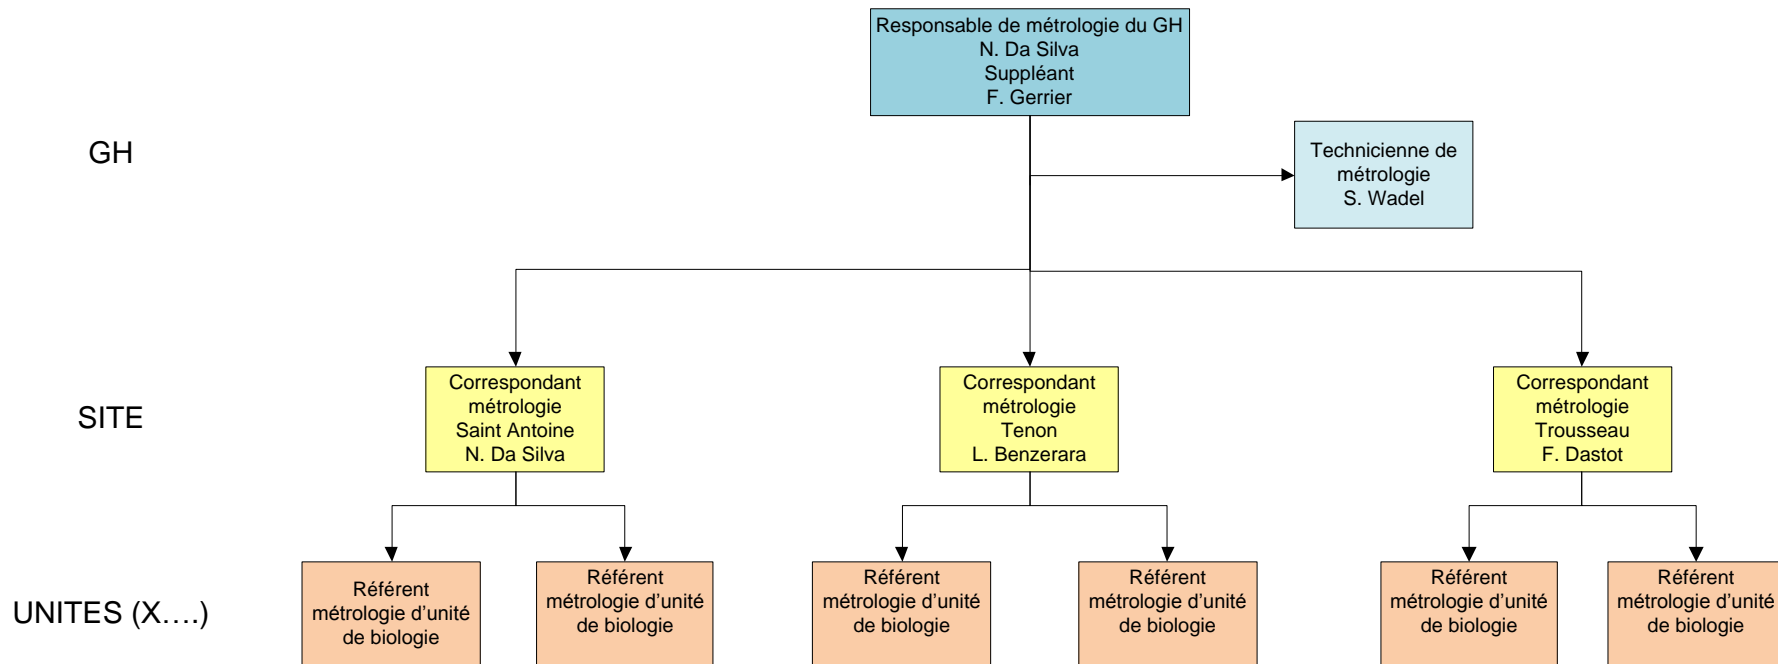 Responsable de métrologie du GH
N. Da Silva
Suppléant
F. Gerrier
GH
Technicienne de
métrologie
S. Wadel
SITE
Correspondant
métrologie
Saint Antoine
N. Da Silva
Correspondant
métrologie
Tenon
L. Benzerara
Correspondant
métrologie
Trousseau
F. Dastot
UNITES (X….)
Référent
métrologie d’unité
de biologie
Référent
métrologie d’unité
de biologie
Référent
métrologie d’unité
de biologie
Référent
métrologie d’unité
de biologie
Référent
métrologie d’unité
de biologie
Référent
métrologie d’unité
de biologie